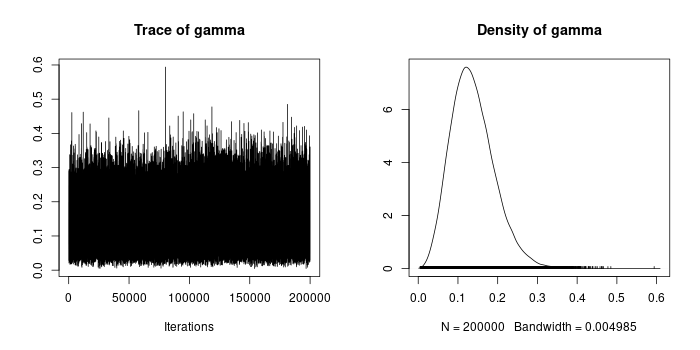 Trace of gamma
0.6
0.5
0.4
0.3
0.2
0.1
0.0
0 50000 100000 150000 200000
Iterations
Density of gamma
6
4
2
0
0.0 0.1 0.2 0.3 0.4 0.5 0.6
N = 200000 Bandwidth = 0.004985